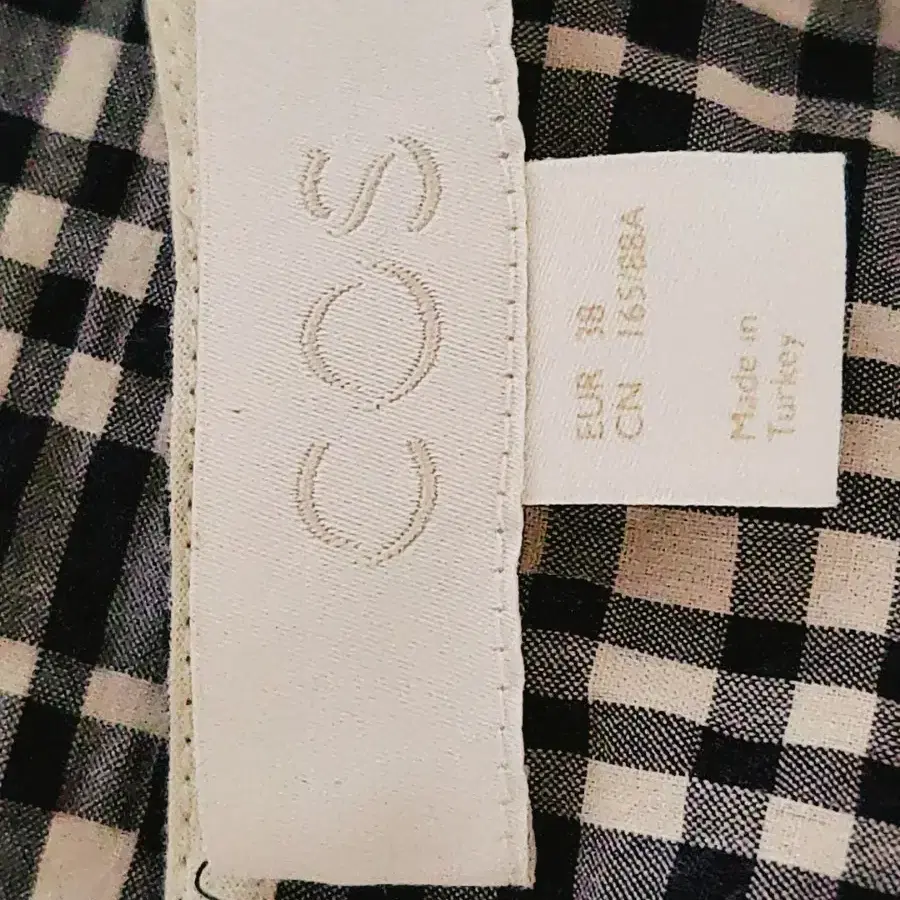 COS
EUR 38
CN 165/88A
Made in
Turkey